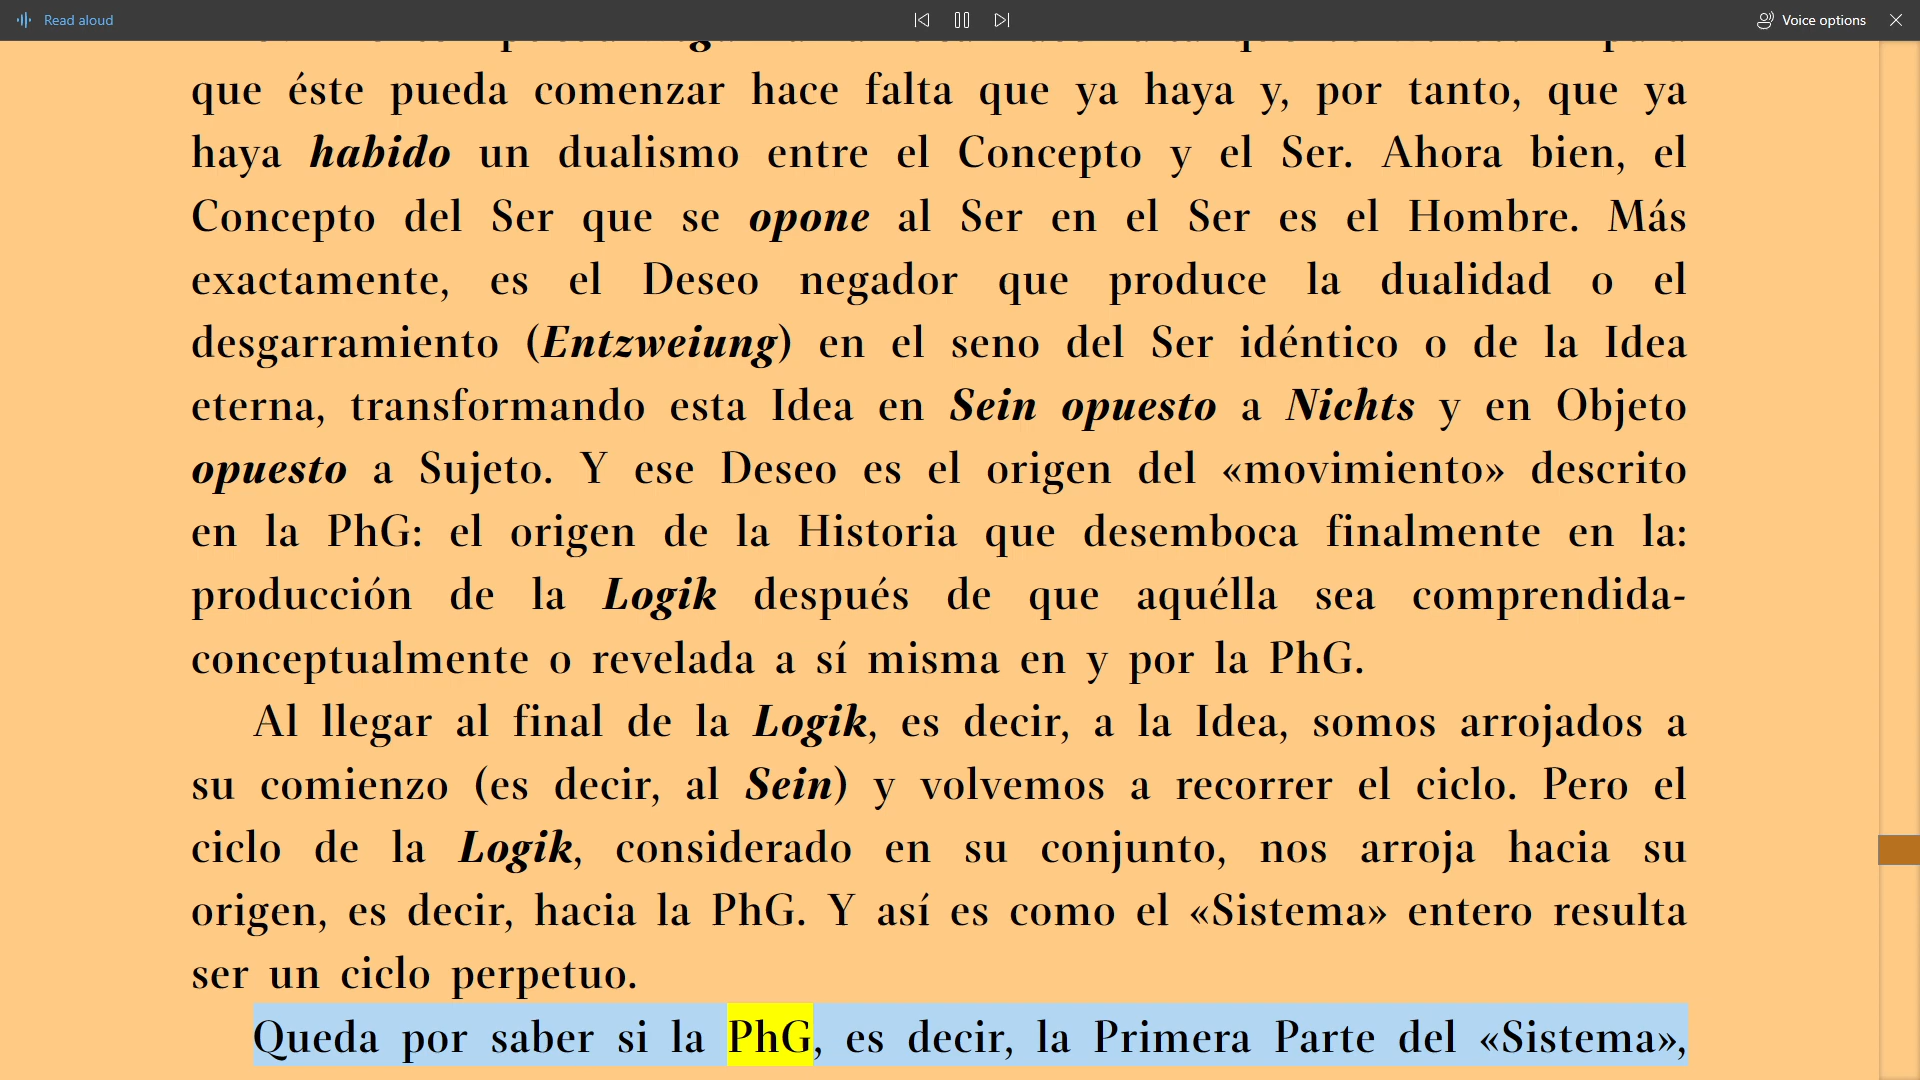 Read aloud
Voice options
que éste pueda comenzar hace falta que ya haya y, por tanto, que ya
haya habido un dualismo entre el Concepto y el Ser. Ahora bien, el
Concepto del Ser que se opone al Ser en el Ser es el Hombre. Más
exactamente, es el Deseo negador que produce la dualidad o el
desgarramiento (Entzweiung) en el seno del Ser idéntico o de la Idea
eterna, transformando esta Idea en Sein opuesto a Nichts y en Objeto
opuesto a Sujeto. Y ese Deseo es el origen del «movimiento» descrito
en la PhG: el origen de la Historia que desemboca finalmente en la:
producción de la Logik después de que aquélla sea comprendida-
conceptualmente o revelada a sí misma en y por la PhG.
Al llegar al final de la Logik, es decir, a la Idea, somos arrojados a
su comienzo (es decir, al Sein) y volvemos a recorrer el ciclo. Pero el
ciclo de la Logik, considerado en su conjunto, nos arroja hacia su
origen, es decir, hacia la PhG. Y así es como el «Sistema» entero resulta
ser un ciclo perpetuo.
Queda por saber si la PhG, es decir, la Primera Parte del «Sistema»,